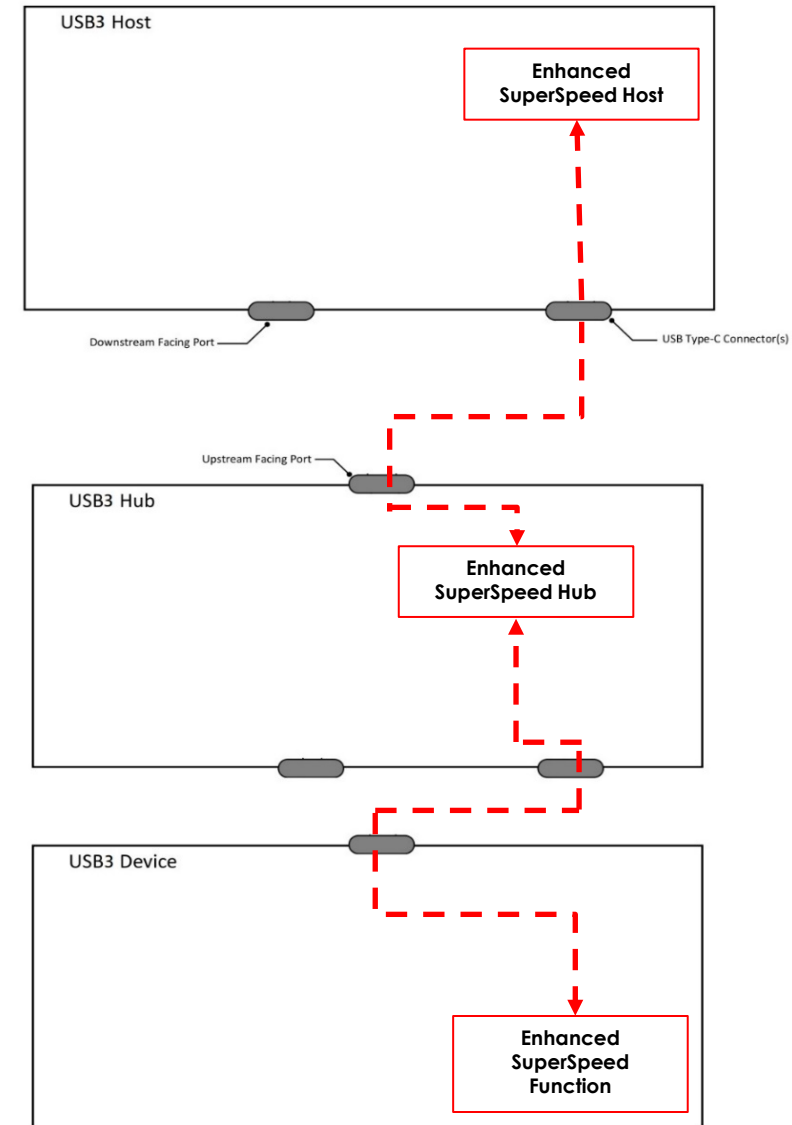 USB3 Host
Enhanced
SuperSpeed Host
Downstream Facing Port
USB Type-C Connector(s)
Upstream Facing Port
USB3 Hub
Enhanced
SuperSpeed Hub
USB3 Device
Enhanced
SuperSpeed
Function